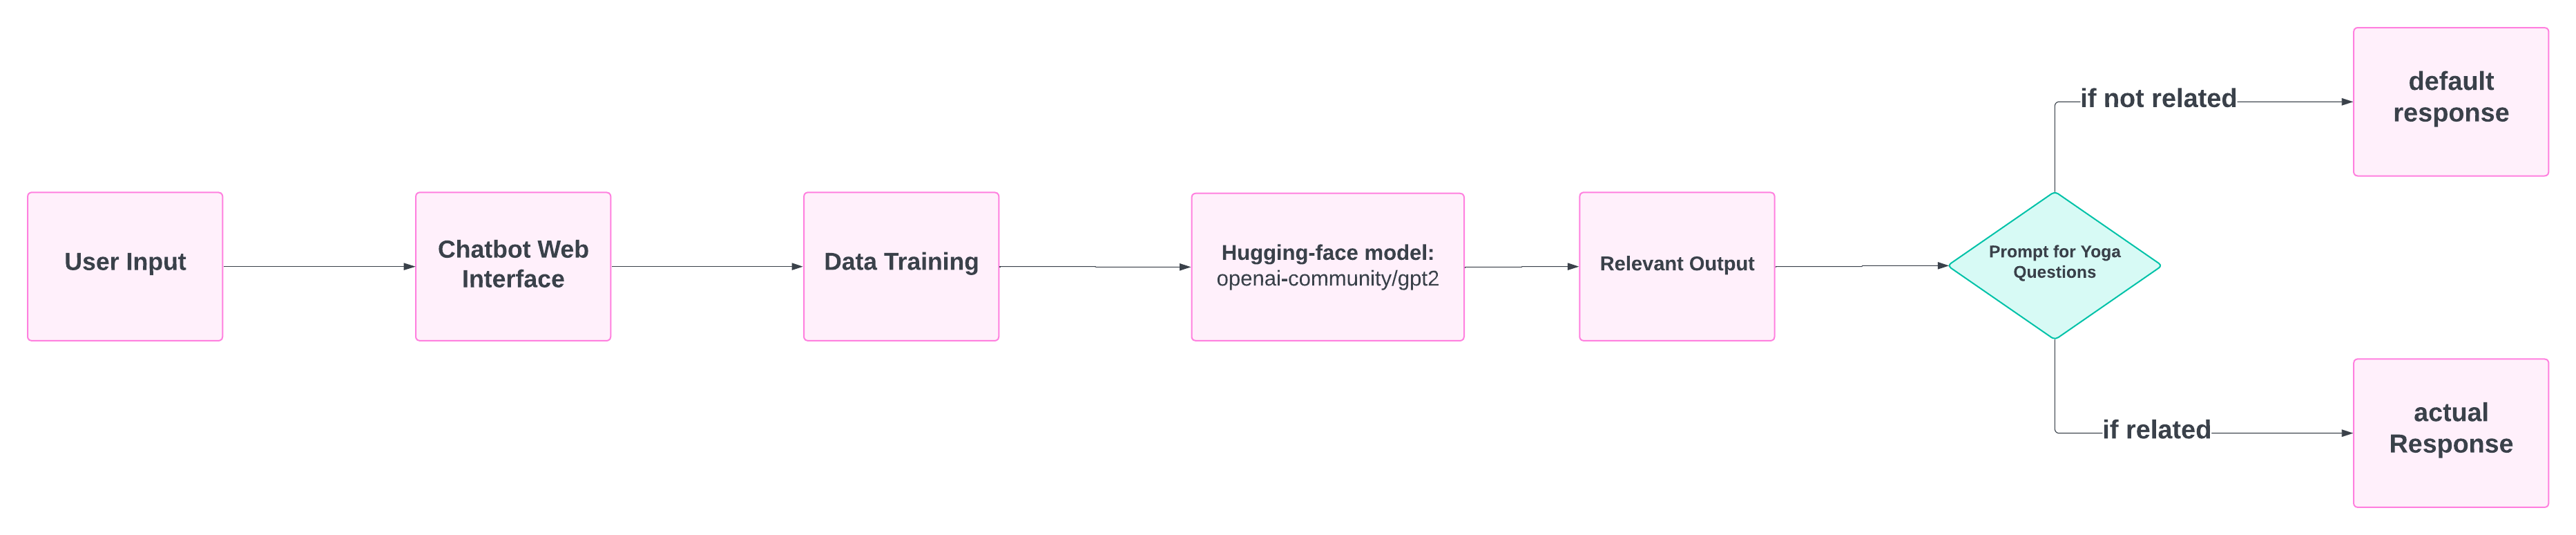 User Input
Chatbot Web
Interface
Data Training
Hugging-face model:
openai-community/gpt2
Relevant Output
Prompt for Yoga
Questions
if not related
default
response
if related
actual
Response